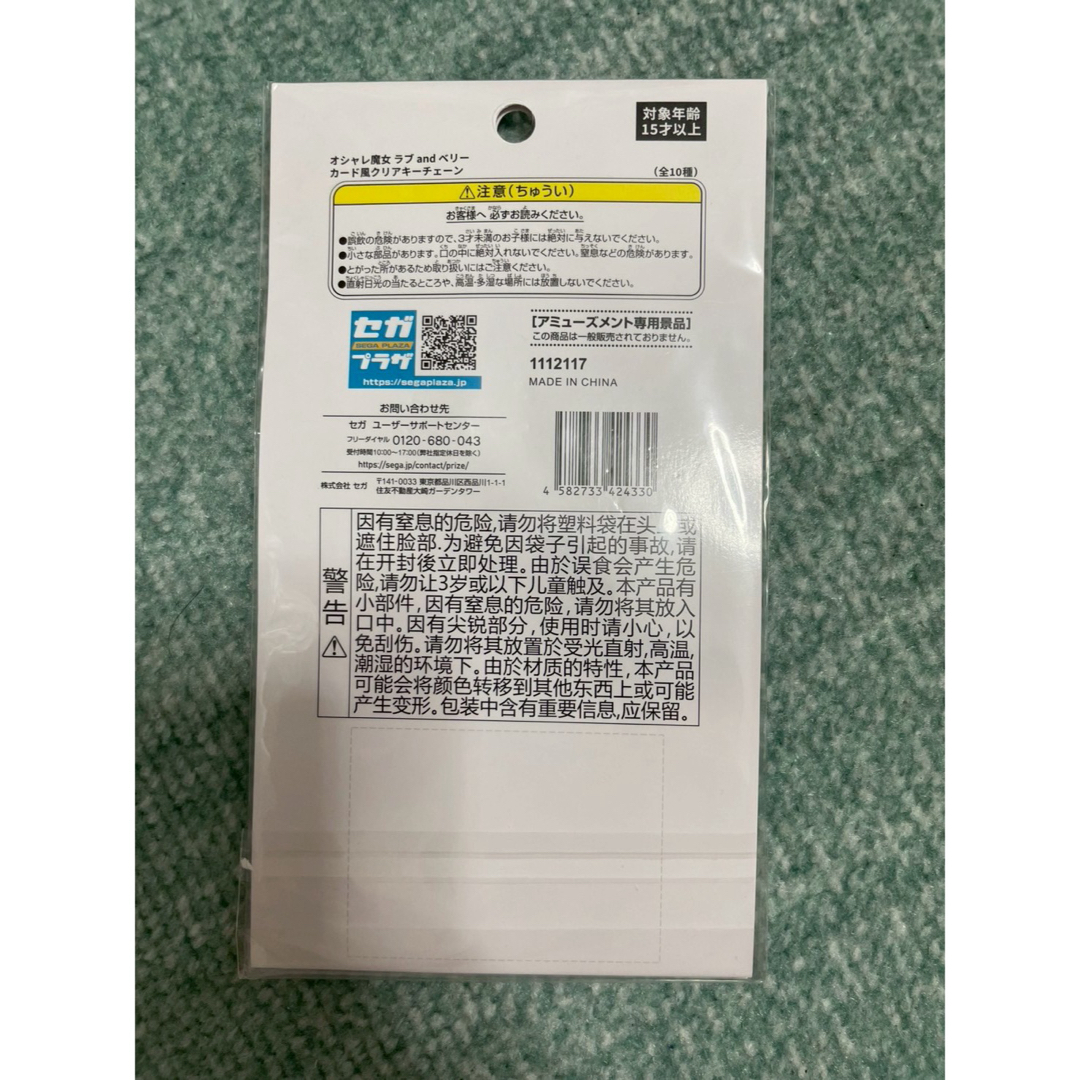 対象年齢
15才以上
オシャレ魔女 ラブ and ベリー
カード風クリアキーチェーン
(全10種)
⚠注意(ちゅうい)
お客様へ 必ずお読みください。
●誤飲の危険がありますので、3才未満のお子様には絶対に与えないでください。
●小さな部品があります。口の中に絶対入れないでください。窒息などの危険があります。
●とがった所があるため取り扱いにはご注意ください。
●直射日光の当たるところや、高温・多湿な場所には放置しないでください。
セガ
SEGA PLAZA
プラザ
https://segaplaza.jp
[アミューズメント専用景品]
この商品は一般販売されておりません。
1112117
MADE IN CHINA
お問い合わせ先
セガ ユーザーサポートセンター
フリーダイヤル 0120-680-043
受付時間10:00〜17:00(弊社指定休日を除く)
https://sega.jp/contact/prize/
株式会社 セガ 〒141-0033 東京都品川区西品川1-1-1
住友不動産大崎ガーデンタワー
4 582733 424330
警告
⚠
因有窒息的危险,请勿将塑料袋在头 或
遮住脸部.为避免因袋子引起的事故,请
在开封後立即处理。由於误食会产生危
险,请勿让3岁或以下儿童触及。本产品有
小部件,因有窒息的危险,请勿将其放入
口中。因有尖锐部分,使用时请小心,以
免刮伤。请勿将其放置於受光直射,高温,
潮湿的环境下。由於材质的特性,本产品
可能会将颜色转移到其他东西上或可能
产生变形。包装中含有重要信息,应保留。